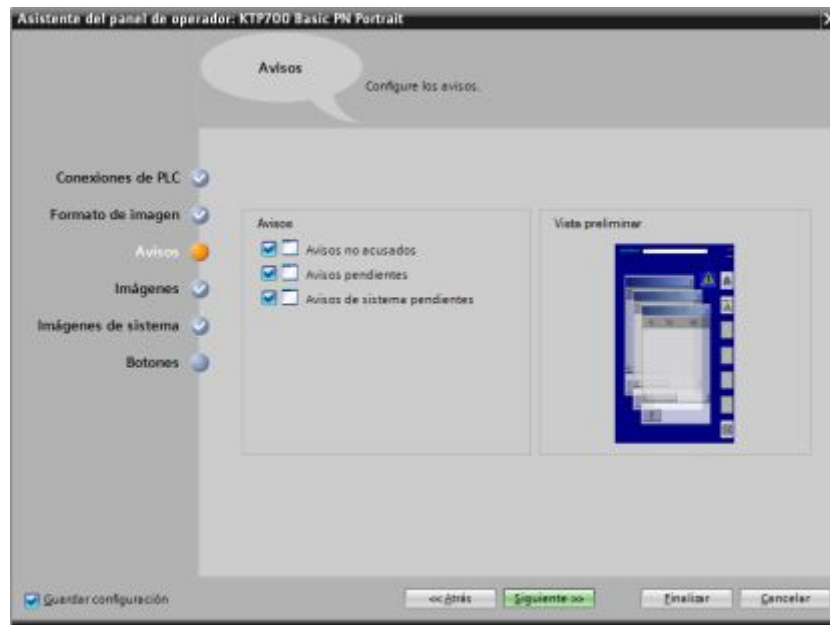 Asistente del panel de operador: KTP700 Basic PN Portrait
Avisos
Configure los avisos.
Conexiones de PLC
Formato de imagen
Avisos
Imágenes
Imágenes de sistema
Botones
Avisos
Avisos no acusados
Avisos pendientes
Avisos de sistema pendientes
Vista preliminar
Guardar configuración
<< Atrás
Siguiente >>
Finalizar
Cancelar